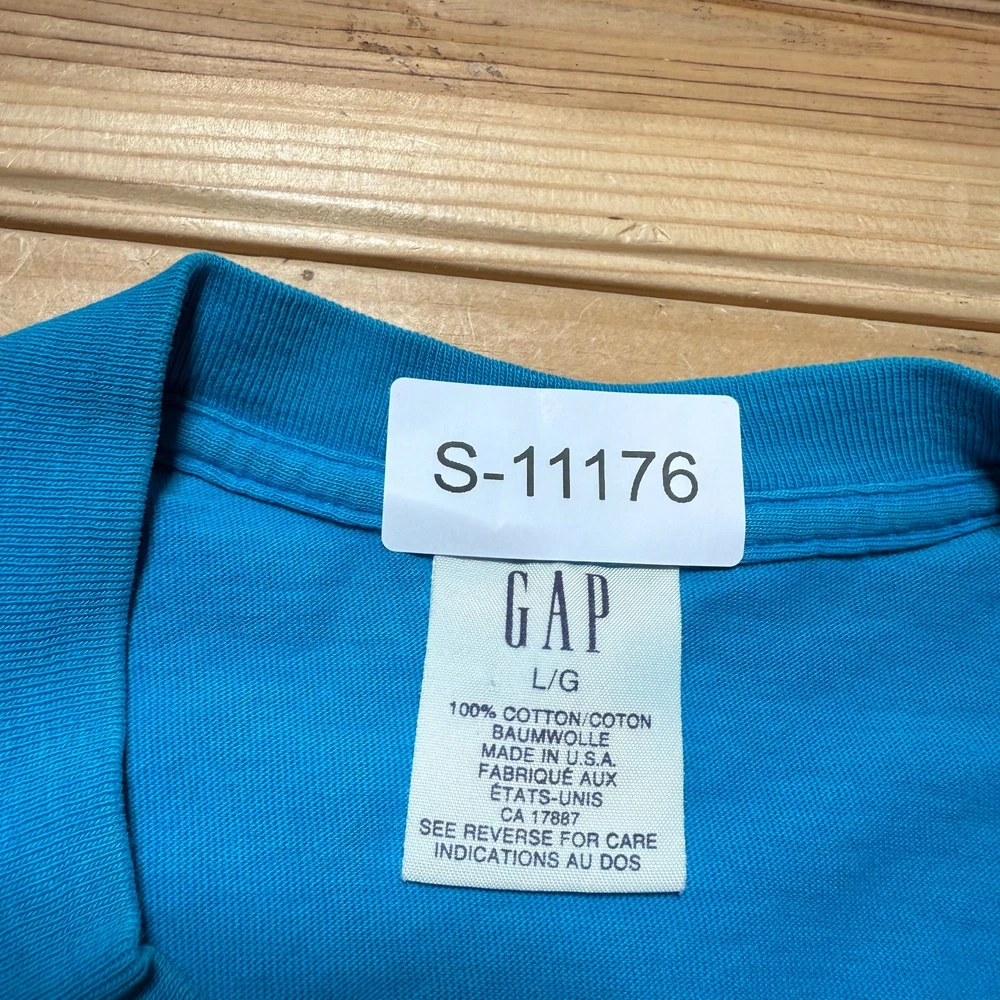 S-11176
GAP
L/G
100% COTTON/COTON
BAUMWOLLE
MADE IN U.S.A.
FABRIQUÉ AUX
ÉTATS-UNIS
CA 17887
SEE REVERSE FOR CARE
INDICATIONS AU DOS